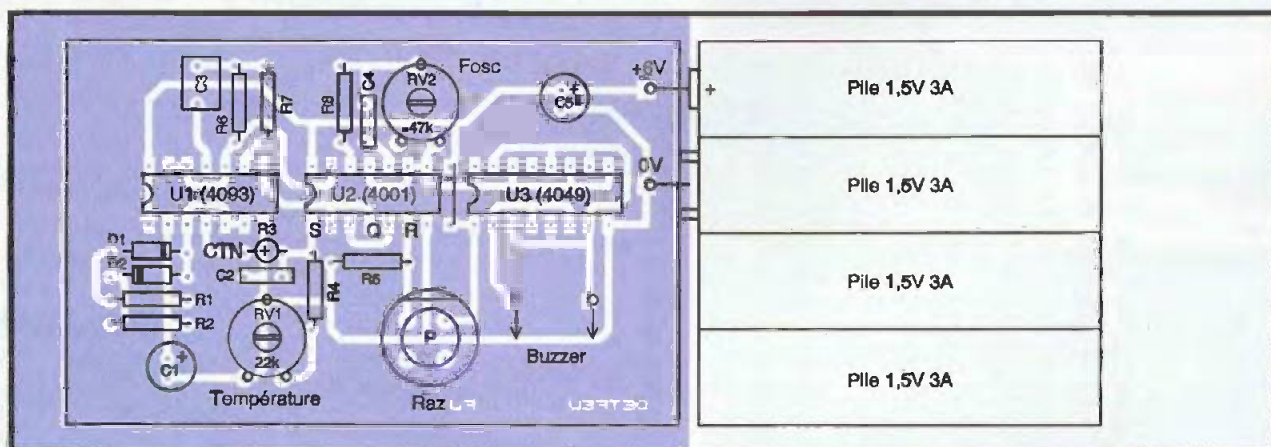 Fosc
+6V
C3
R6
R7
R8
C4
RV2
47k
C5
+
Pile 1,5V 3A
0V
U1 (4093)
U2 (4001)
U3 (4049)
Pile 1,5V 3A
S
Q
R
D1
R3
CTN
C2
R4
R5
R1
R2
RV1
22k
C1
+
P
Buzzer
Pile 1,5V 3A
Température
Raz
Pile 1,5V 3A